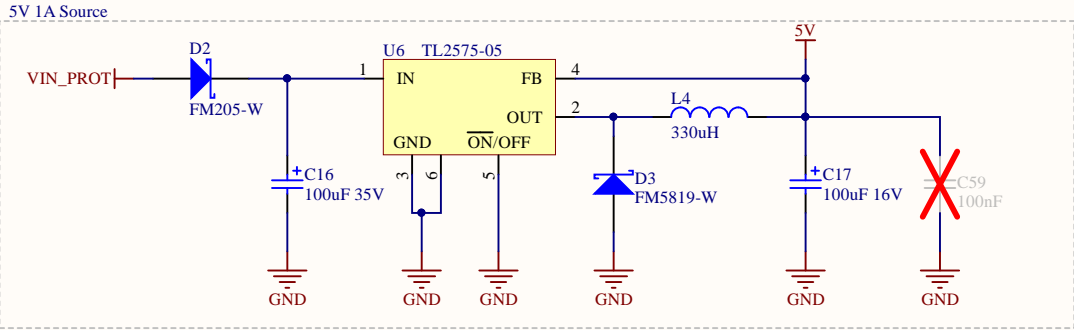 5V 1A Source
5V
D2
U6 TL2575-05
VIN_PROT
1
IN
FB
4
FM205-W
OUT
2
L4
330uH
GND
ON/OFF
3
6
5
+
C16
100uF 35V
D3
FM5819-W
+
C17
100uF 16V
C59
100nF
GND
GND
GND
GND
GND
GND